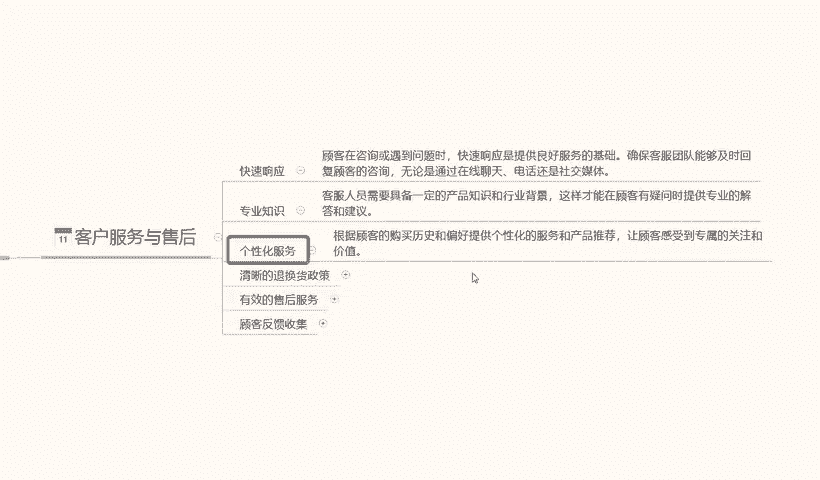 11 客户服务与售后
快速响应
顾客在咨询或遇到问题时，快速响应是提供良好服务的基础。确保客服团队能够及时回
复顾客的咨询，无论是通过在线聊天、电话还是社交媒体。
专业知识
客服人员需要具备一定的产品知识和行业背景，这样才能在顾客有疑问时提供专业的解
答和建议。
个性化服务
根据顾客的购买历史和偏好提供个性化的服务和产品推荐，让顾客感受到专属的关注和
价值。
清晰的退换货政策
有效的售后服务
顾客反馈收集